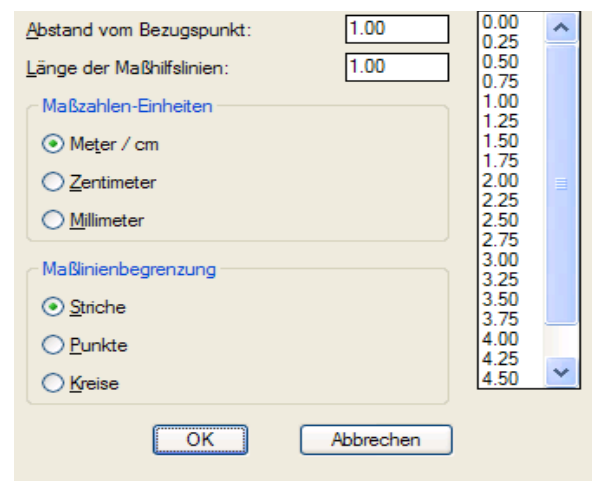 Abstand vom Bezugspunkt: 1.00
Länge der Maßhilfslinien: 1.00
Maßzahlen-Einheiten
Meter / cm
Zentimeter
Millimeter
Maßlinienbegrenzung
Striche
Punkte
Kreise
OK Abbrechen
0.00
0.25
0.50
0.75
1.00
1.25
1.50
1.75
2.00
2.25
2.50
2.75
3.00
3.25
3.50
3.75
4.00
4.25
4.50